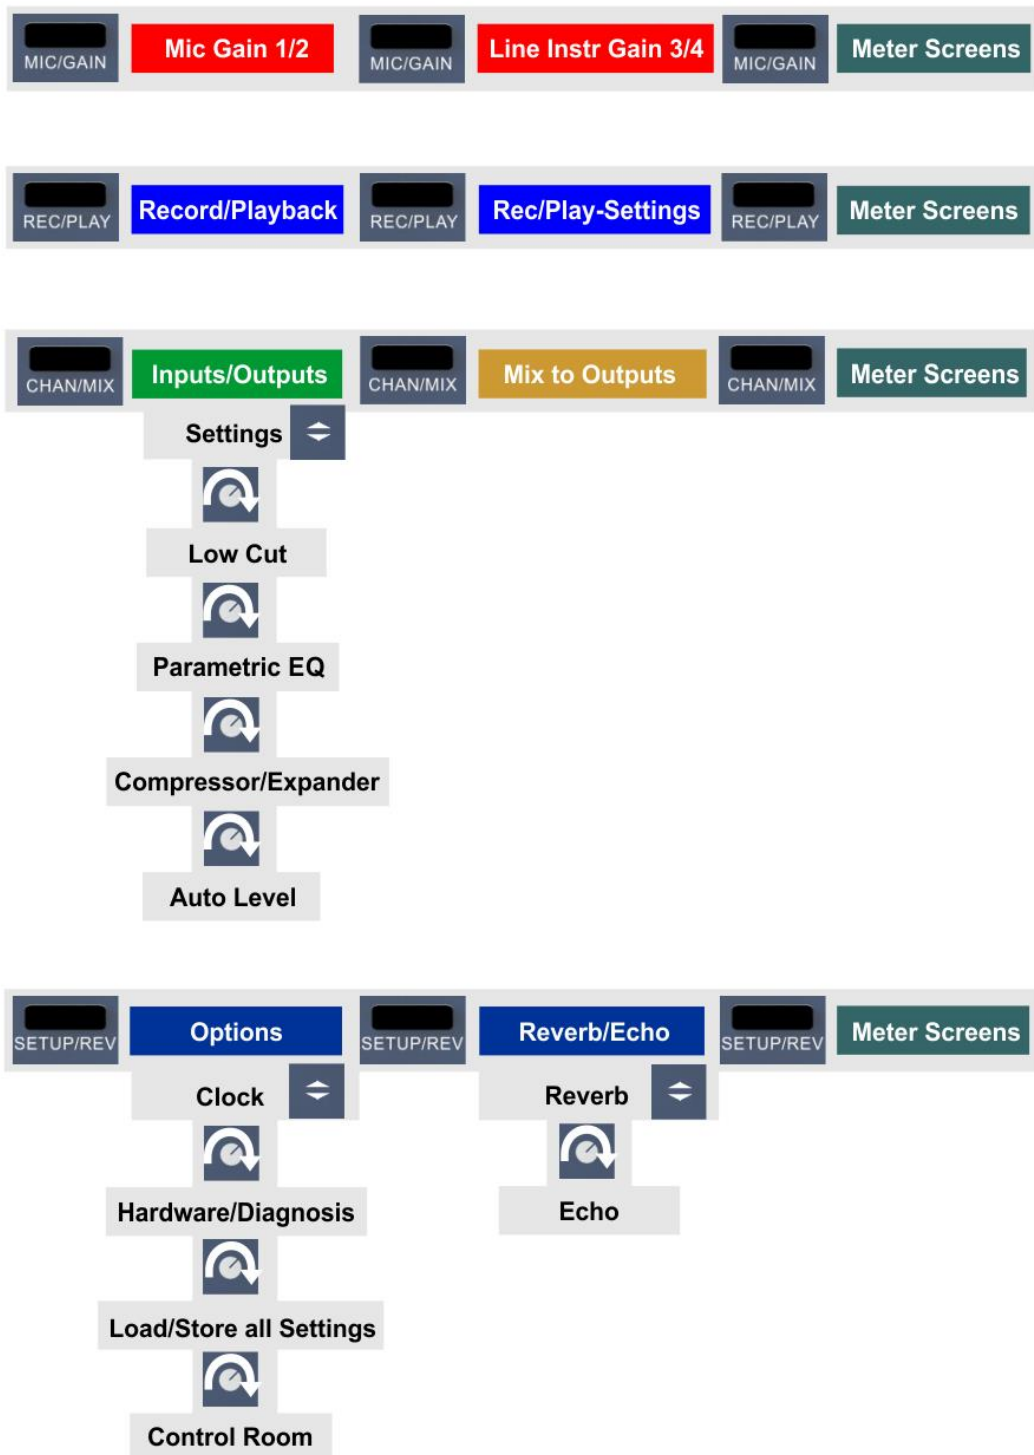 MIC/GAIN Mic Gain 1/2 MIC/GAIN Line Instr Gain 3/4 MIC/GAIN Meter Screens
REC/PLAY Record/Playback REC/PLAY Rec/Play-Settings REC/PLAY Meter Screens
CHAN/MIX Inputs/Outputs CHAN/MIX Mix to Outputs CHAN/MIX Meter Screens
Settings
Low Cut
Parametric EQ
Compressor/Expander
Auto Level
SETUP/REV Options SETUP/REV Reverb/Echo SETUP/REV Meter Screens
Clock Reverb
Hardware/Diagnosis Echo
Load/Store all Settings
Control Room